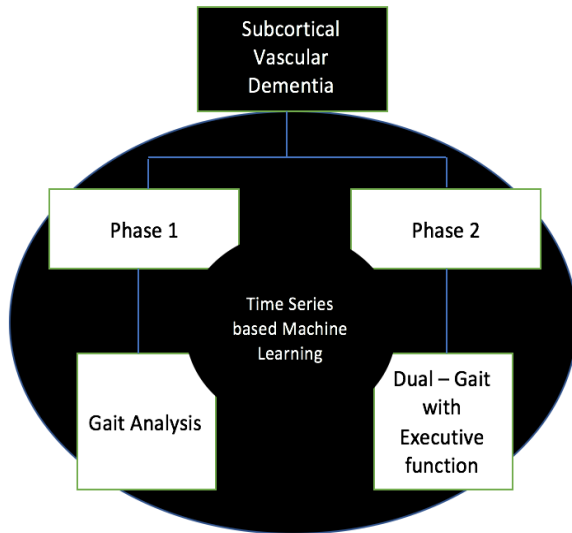 Subcortical
Vascular
Dementia
Phase 1
Phase 2
Time Series
based Machine
Learning
Gait Analysis
Dual – Gait
with
Executive
function